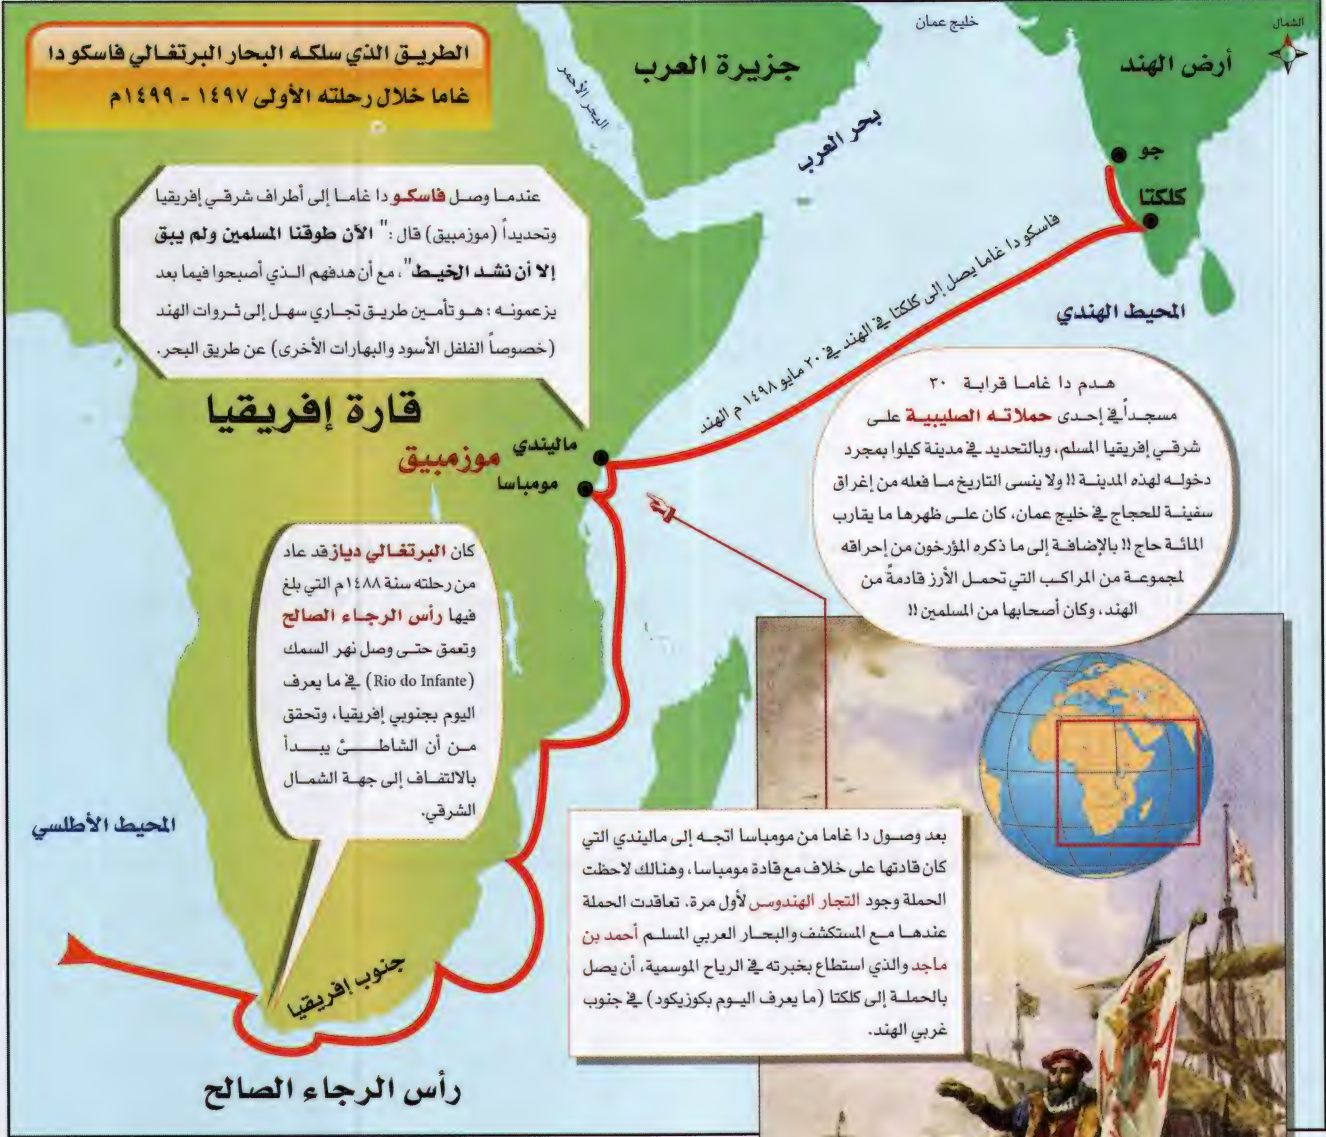 الشمال
خليج عمان
الطريق الذي سلكه البحار البرتغالي فاسكو دا
غاما خلال رحلته الأولى ١٤٩٧ - ١٤٩٩م
جزيرة العرب
أرض الهند
البحر الأحمر
بحر العرب
جو
كلكتا
عندما وصل فاسكو دا غاما إلى أطراف شرقي إفريقيا
وتحديداً (موزمبيق) قال: "الآن طوقنا المسلمين ولم يبق
إلا أن نشد الخيط"، مع أن هدفهم الذي أصبحوا فيما بعد
يزعمونه: هو تأمين طريق تجاري سهل إلى ثروات الهند
(خصوصاً الفلفل الأسود والبهارات الأخرى) عن طريق البحر.
فاسكو دا غاما يصل إلى كلكتا في الهند في ٢٠ مايو ١٤٩٨ م الهند
المحيط الهندي
قارة إفريقيا
ماليندي
موزمبيق
مومباسا
هدم دا غاما قرابة ٣٠
مسجداً في إحدى حملاته الصليبية على
شرقي إفريقيا المسلم، وبالتحديد في مدينة كيلوا بمجرد
دخوله لهذه المدينة !! ولا ينسى التاريخ ما فعله من إغراق
سفينة للحجاج في خليج عمان، كان على ظهرها ما يقارب
المائة حاج !! بالإضافة إلى ما ذكره المؤرخون من إحراقه
لمجموعة من المراكب التي تحمل الأرز قادمةً من
الهند، وكان أصحابها من المسلمين !!
كان البرتغالي دياز قد عاد
من رحلته سنة ١٤٨٨م التي بلغ
فيها رأس الرجاء الصالح
وتعمق حتى وصل نهر السمك
(Rio do Infante) في ما يعرف
اليوم بجنوبي إفريقيا، وتحقق
من أن الشاطئ يبدأ
بالالتفاف إلى جهة الشمال
الشرقي.
المحيط الأطلسي
بعد وصول دا غاما من مومباسا اتجه إلى ماليندي التي
كان قادتها على خلاف مع قادة مومباسا، وهنالك لاحظت
الحملة وجود التجار الهندوس لأول مرة. تعاقدت الحملة
عندها مع المستكشف والبحار العربي المسلم أحمد بن
ماجد والذي استطاع بخبرته في الرياح الموسمية، أن يصل
بالحملة إلى كلكتا (ما يعرف اليوم بكوزيكود) في جنوب
غربي الهند.
جنوب إفريقيا
رأس الرجاء الصالح